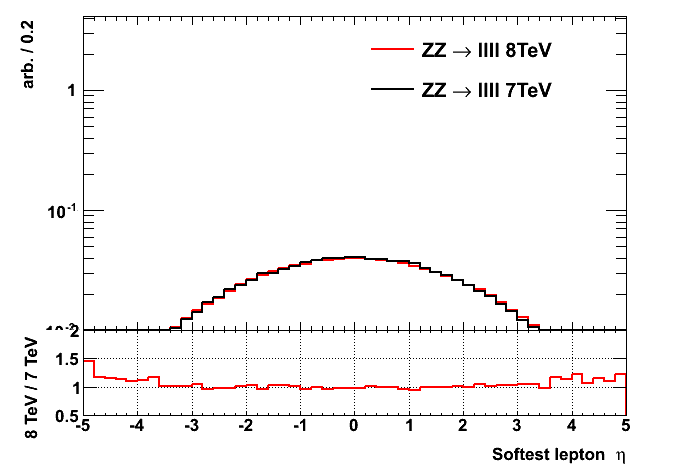 arb. / 0.2
ZZ → llll 8TeV
ZZ → llll 7TeV
1
10-1
8 TeV / 7 TeV
2
1.5
1
0.5
-5 -4 -3 -2 -1 0 1 2 3 4 5
Softest lepton η